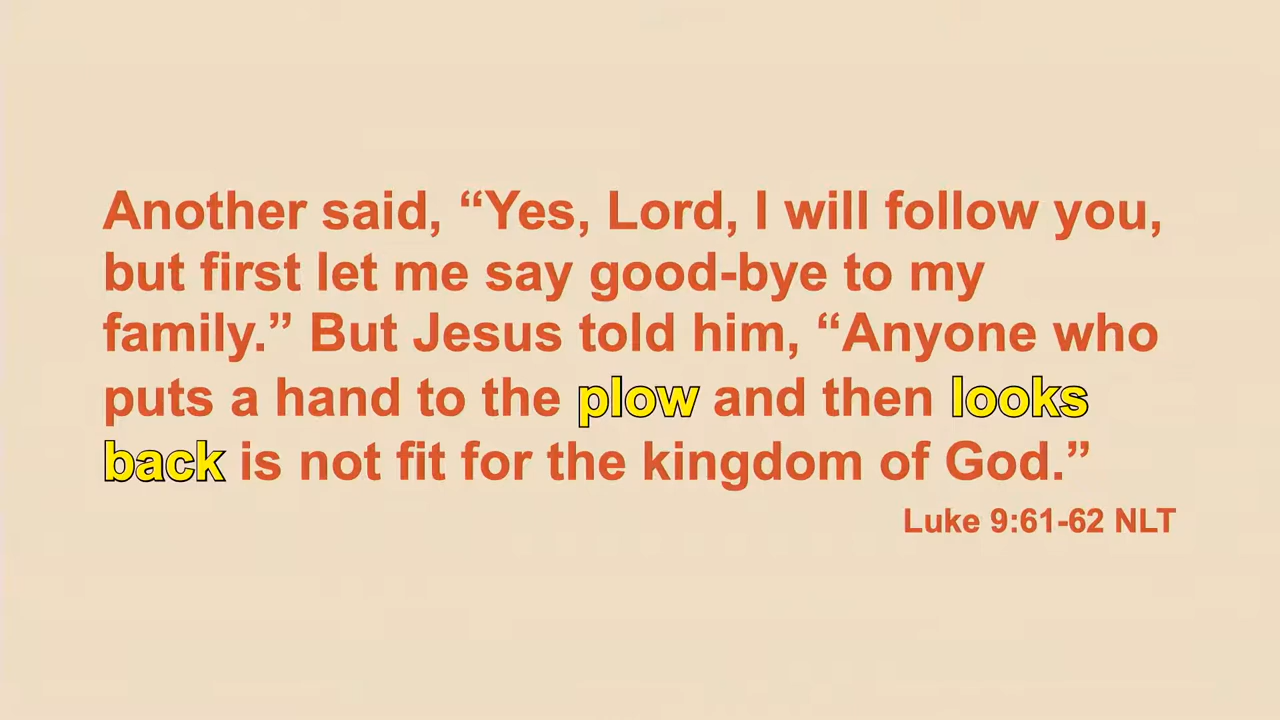 Another said, “Yes, Lord, I will follow you,
but first let me say good-bye to my
family.” But Jesus told him, “Anyone who
puts a hand to the plow and then looks
back is not fit for the kingdom of God.”
Luke 9:61-62 NLT